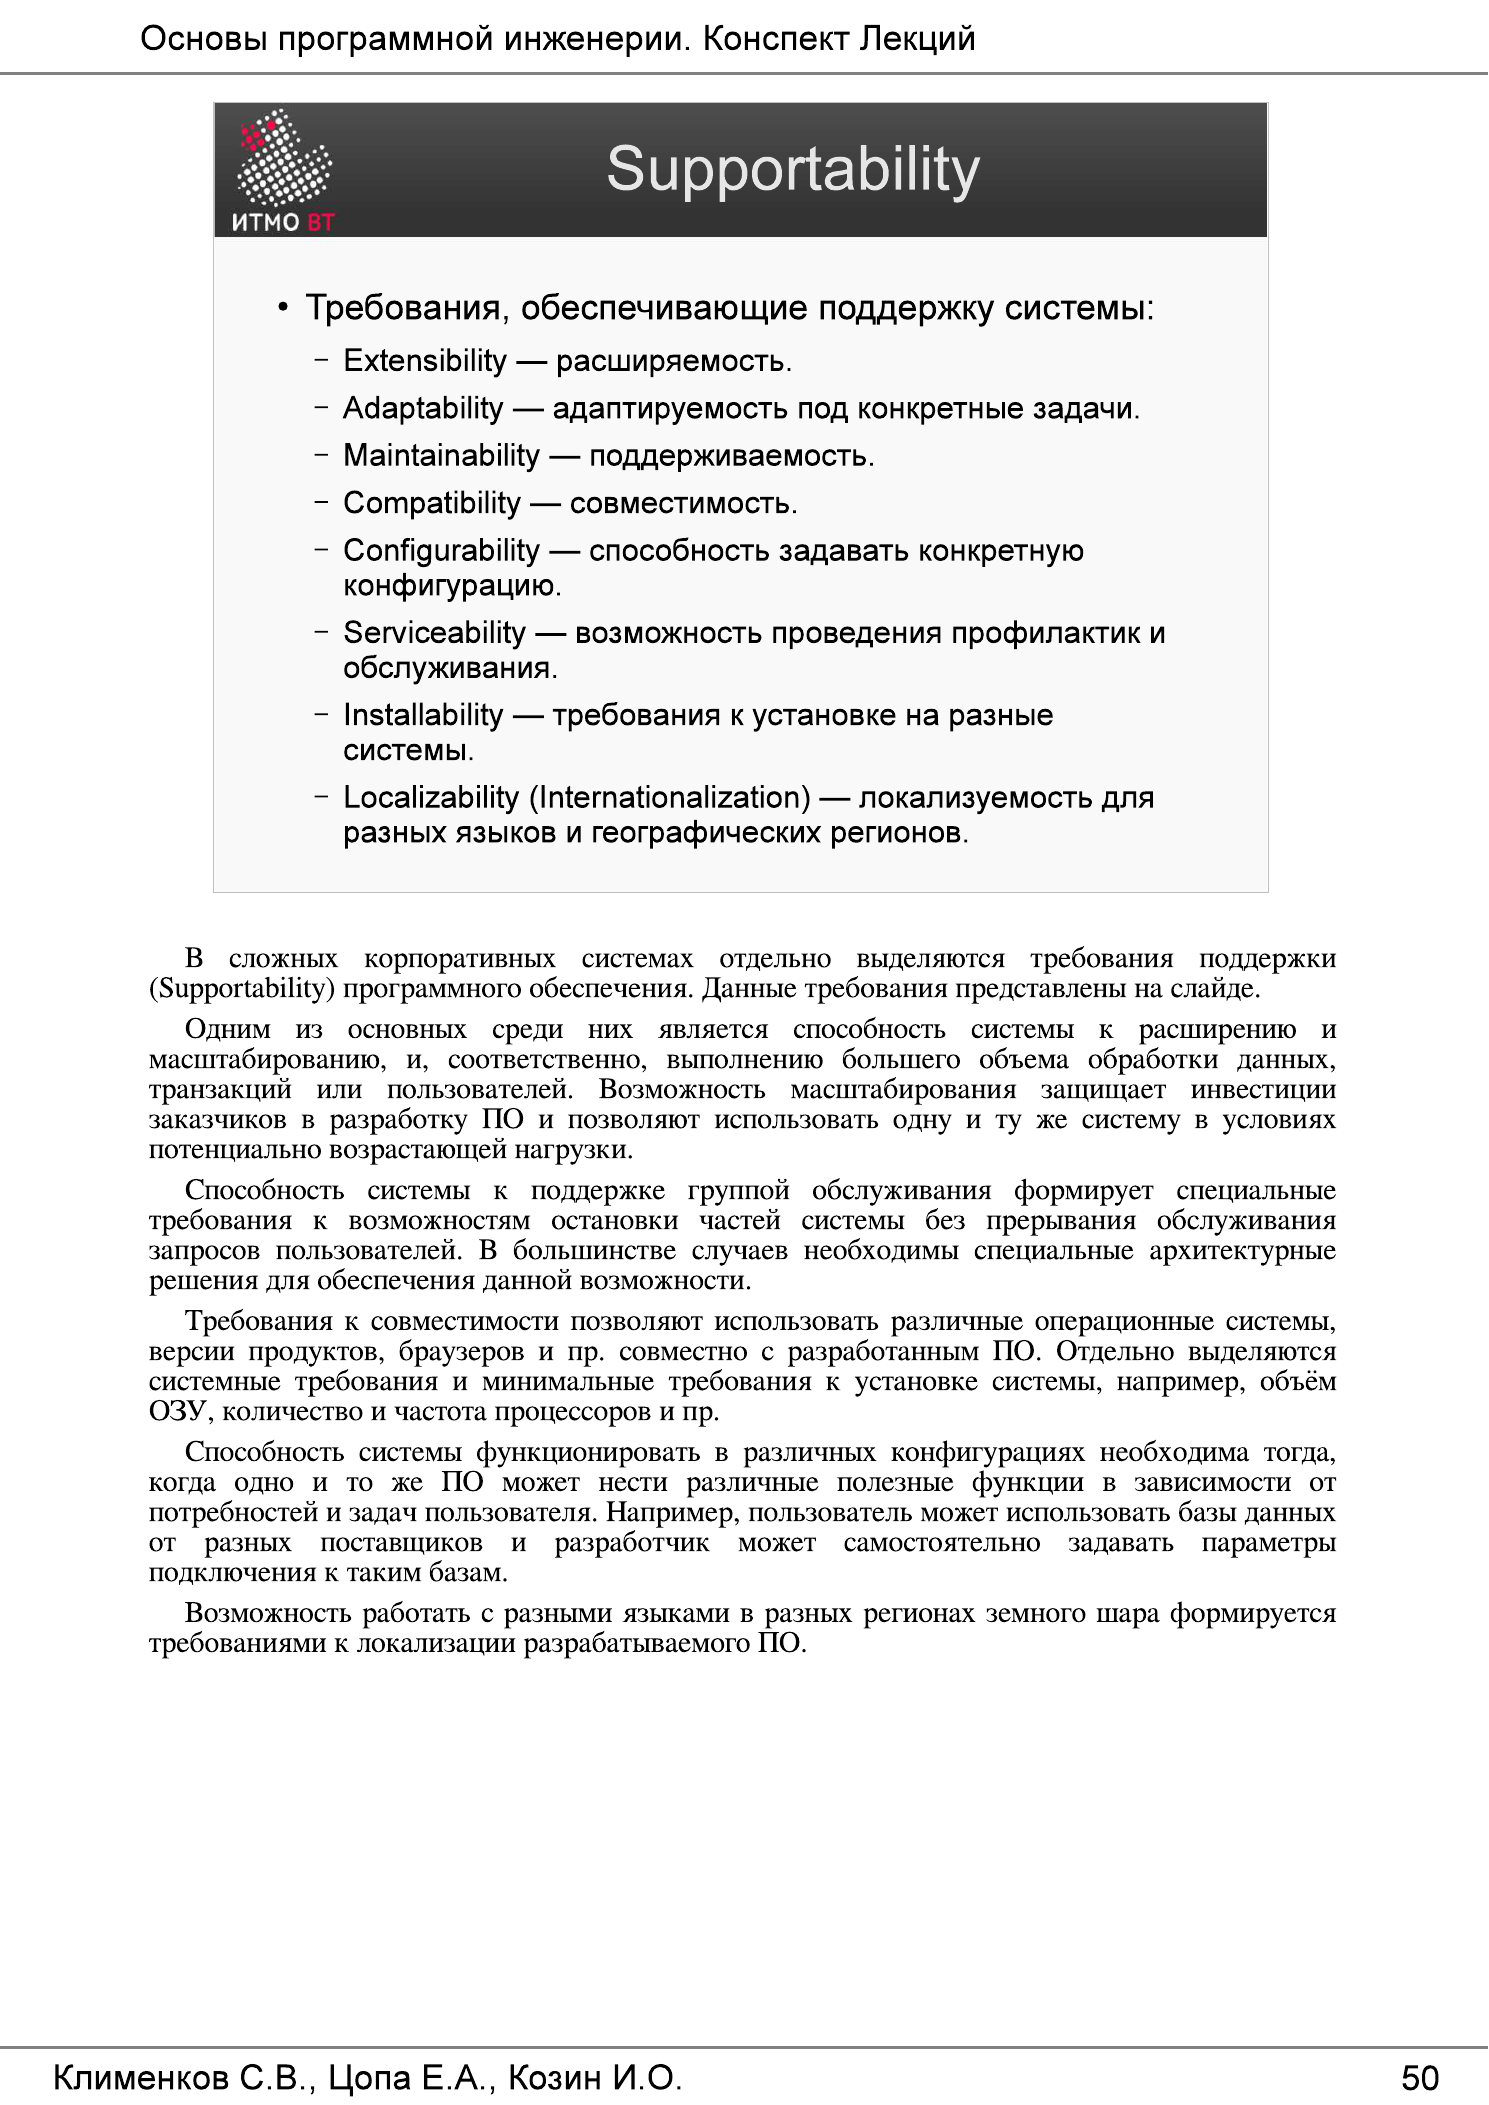 Основы программной инженерии. Конспект Лекций
ИТМО ВТ
Supportability
• Требования, обеспечивающие поддержку системы:
– Extensibility — расширяемость.
– Adaptability — адаптируемость под конкретные задачи.
– Maintainability — поддерживаемость.
– Compatibility — совместимость.
– Configurability — способность задавать конкретную
конфигурацию.
– Serviceability — возможность проведения профилактик и
обслуживания.
– Installability — требования к установке на разные
системы.
– Localizability (Internationalization) — локализуемость для
разных языков и географических регионов.
В сложных корпоративных системах отдельно выделяются требования поддержки
(Supportability) программного обеспечения. Данные требования представлены на слайде.
Одним из основных среди них является способность системы к расширению и
масштабированию, и, соответственно, выполнению большего объема обработки данных,
транзакций или пользователей. Возможность масштабирования защищает инвестиции
заказчиков в разработку ПО и позволяют использовать одну и ту же систему в условиях
потенциально возрастающей нагрузки.
Способность системы к поддержке группой обслуживания формирует специальные
требования к возможностям остановки частей системы без прерывания обслуживания
запросов пользователей. В большинстве случаев необходимы специальные архитектурные
решения для обеспечения данной возможности.
Требования к совместимости позволяют использовать различные операционные системы,
версии продуктов, браузеров и пр. совместно с разработанным ПО. Отдельно выделяются
системные требования и минимальные требования к установке системы, например, объём
ОЗУ, количество и частота процессоров и пр.
Способность системы функционировать в различных конфигурациях необходима тогда,
когда одно и то же ПО может нести различные полезные функции в зависимости от
потребностей и задач пользователя. Например, пользователь может использовать базы данных
от разных поставщиков и разработчик может самостоятельно задавать параметры
подключения к таким базам.
Возможность работать с разными языками в разных регионах земного шара формируется
требованиями к локализации разрабатываемого ПО.
Клименков С.В., Цопа Е.А., Козин И.О.
50